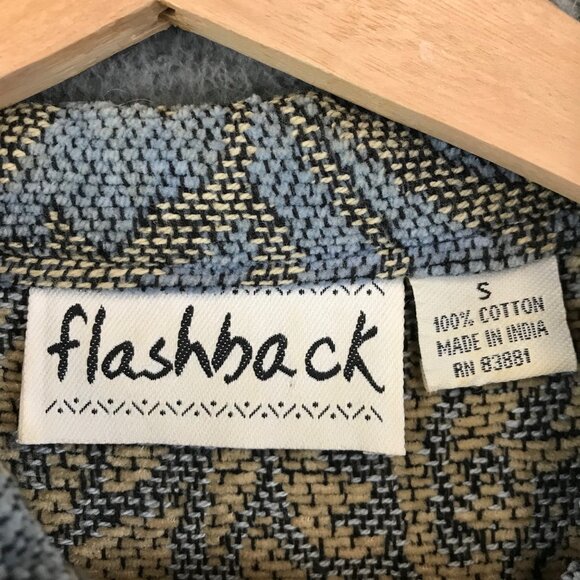 flashback
S
100% COTTON
MADE IN INDIA
RN 83881